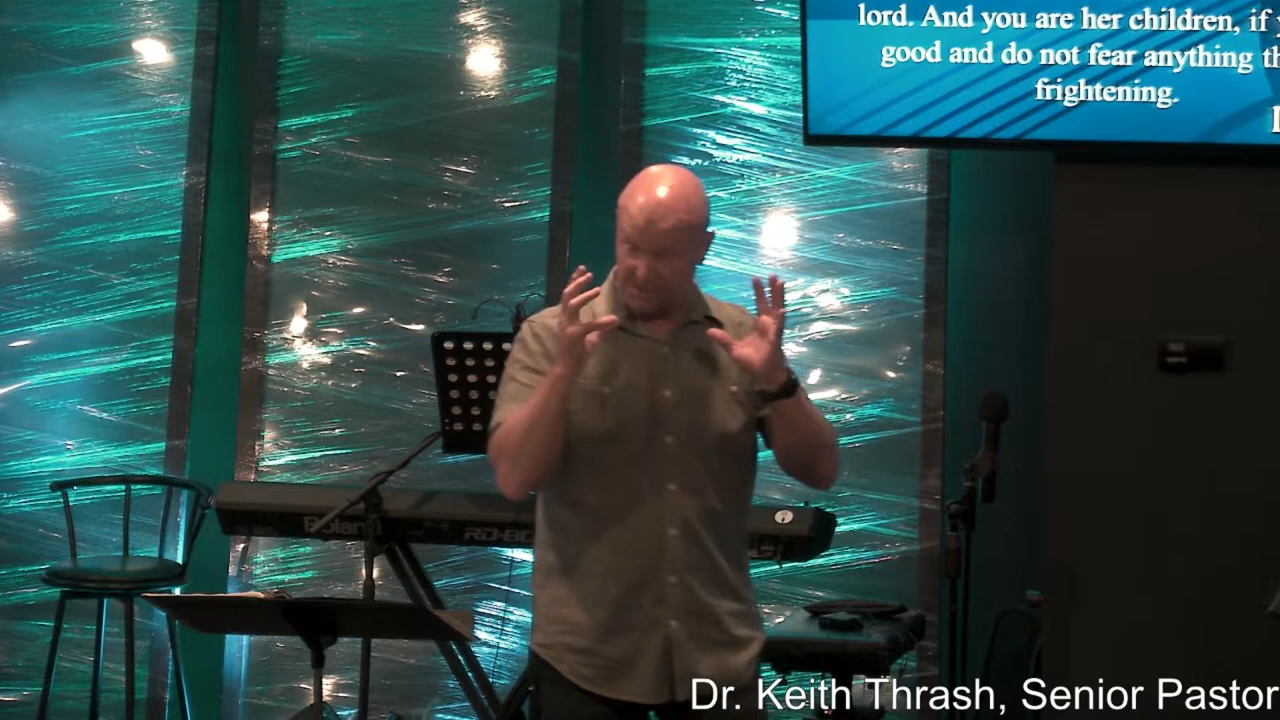 lord. And you are her children, if
good and do not fear anything
frightening.
Roland
Dr. Keith Thrash, Senior Pastor